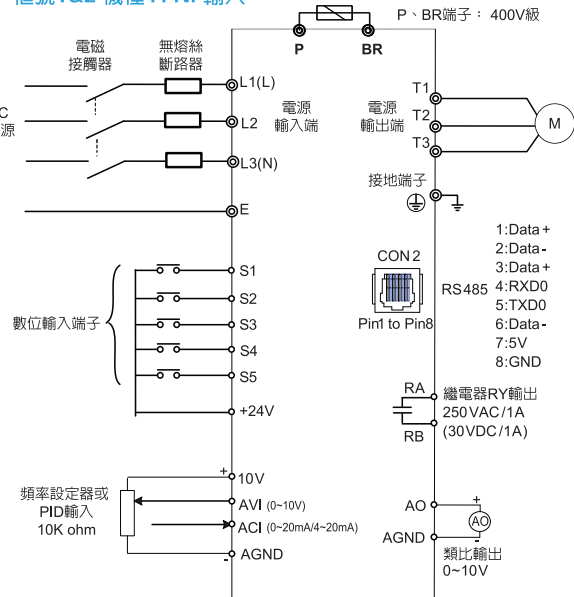 P、BR端子： 400V級
P
BR
電磁
接觸器
無熔絲
斷路器
L1(L)
L2
L3(N)
E
電源
輸入端
電源
輸出端
T1
T2
T3
M
接地端子
C
源
數位輸入端子
S1
S2
S3
S4
S5
+24V
CON2
Pin1 to Pin8
RS485
1:Data+
2:Data-
3:Data+
4:RXD0
5:TXD0
6:Data-
7:5V
8:GND
RA
RB
繼電器RY輸出
250VAC/1A
(30VDC/1A)
頻率設定器或
PID輸入
10K ohm
+
10V
AVI (0~10V)
ACI (0~20mA/4~20mA)
-
AGND
AO
AGND
+
AO
-
類比輸出
0~10V